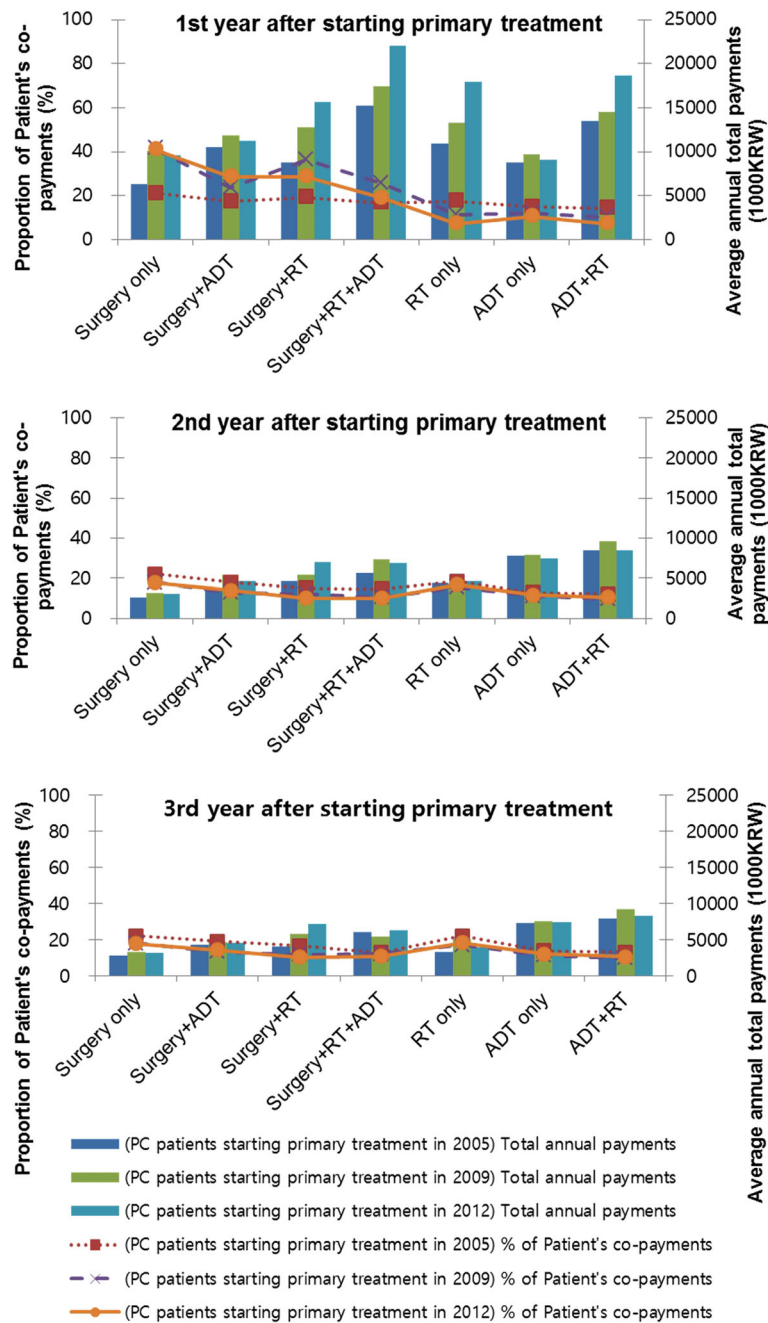 1st year after starting primary treatment
Proportion of Patient's co-
payments (%)
100
80
60
40
20
0
25000
20000
15000
10000
5000
0
Average annual total payments
(1000KRW)
Surgery only
Surgery+ADT
Surgery+RT
Surgery+RT+ADT
RT only
ADT only
ADT+RT
2nd year after starting primary treatment
Proportion of Patient's co-
payments (%)
100
80
60
40
20
0
25000
20000
15000
10000
5000
0
Average annual total
payments (1000KRW)
Surgery only
Surgery+ADT
Surgery+RT
Surgery+RT+ADT
RT only
ADT only
ADT+RT
3rd year after starting primary treatment
Proportion of Patient's co-payments (%)
100
80
60
40
20
0
25000
20000
15000
10000
5000
0
Average annual total payments (1000KRW)
Surgery only
Surgery+ADT
Surgery+RT
Surgery+RT+ADT
RT only
ADT only
ADT+RT
(PC patients starting primary treatment in 2005) Total annual payments
(PC patients starting primary treatment in 2009) Total annual payments
(PC patients starting primary treatment in 2012) Total annual payments
(PC patients starting primary treatment in 2005) % of Patient's co-payments
(PC patients starting primary treatment in 2009) % of Patient's co-payments
(PC patients starting primary treatment in 2012) % of Patient's co-payments